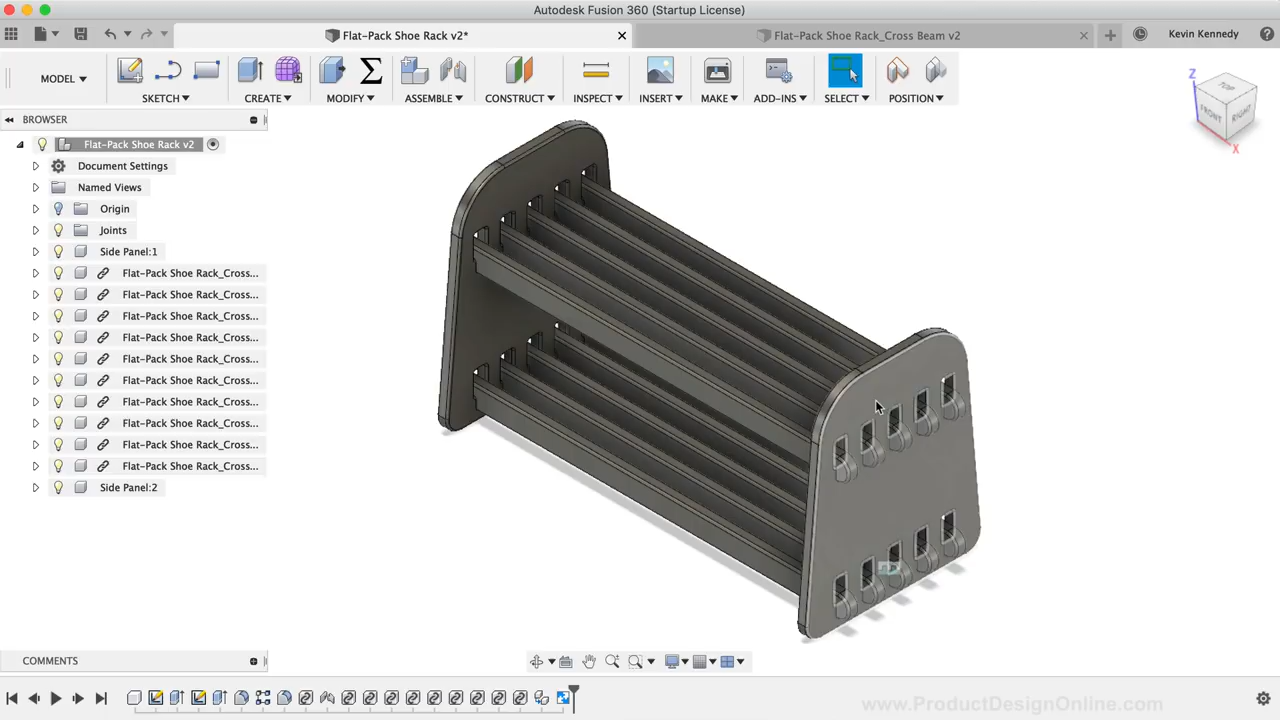 Autodesk Fusion 360 (Startup License)
Flat-Pack Shoe Rack v2*
Flat-Pack Shoe Rack_Cross Beam v2
Kevin Kennedy
MODEL
SKETCH
CREATE
MODIFY
ASSEMBLE
CONSTRUCT
INSPECT
INSERT
MAKE
ADD-INS
SELECT
POSITION
BROWSER
Flat-Pack Shoe Rack v2
Document Settings
Named Views
Origin
Joints
Side Panel:1
Flat-Pack Shoe Rack_Cross...
Flat-Pack Shoe Rack_Cross...
Flat-Pack Shoe Rack_Cross...
Flat-Pack Shoe Rack_Cross...
Flat-Pack Shoe Rack_Cross...
Flat-Pack Shoe Rack_Cross...
Flat-Pack Shoe Rack_Cross...
Flat-Pack Shoe Rack_Cross...
Flat-Pack Shoe Rack_Cross...
Flat-Pack Shoe Rack_Cross...
Side Panel:2
Z
TOP
FRONT
RIGHT
X
COMMENTS
www.ProductDesignOnline.com